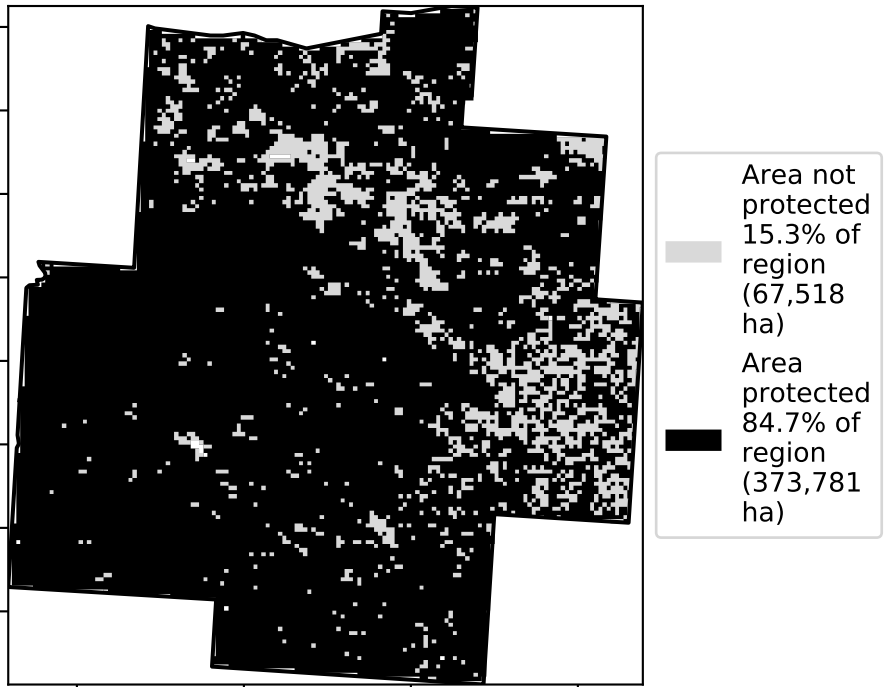 Area not
protected
15.3% of
region
(67,518
ha)
Area
protected
84.7% of
region
(373,781
ha)